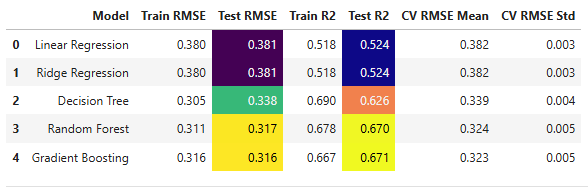 Model Train RMSE Test RMSE Train R2 Test R2 CV RMSE Mean CV RMSE Std
0 Linear Regression 0.380 0.381 0.518 0.524 0.382 0.003
1 Ridge Regression 0.380 0.381 0.518 0.524 0.382 0.003
2 Decision Tree 0.305 0.338 0.690 0.626 0.339 0.004
3 Random Forest 0.311 0.317 0.678 0.670 0.324 0.005
4 Gradient Boosting 0.316 0.316 0.667 0.671 0.323 0.005